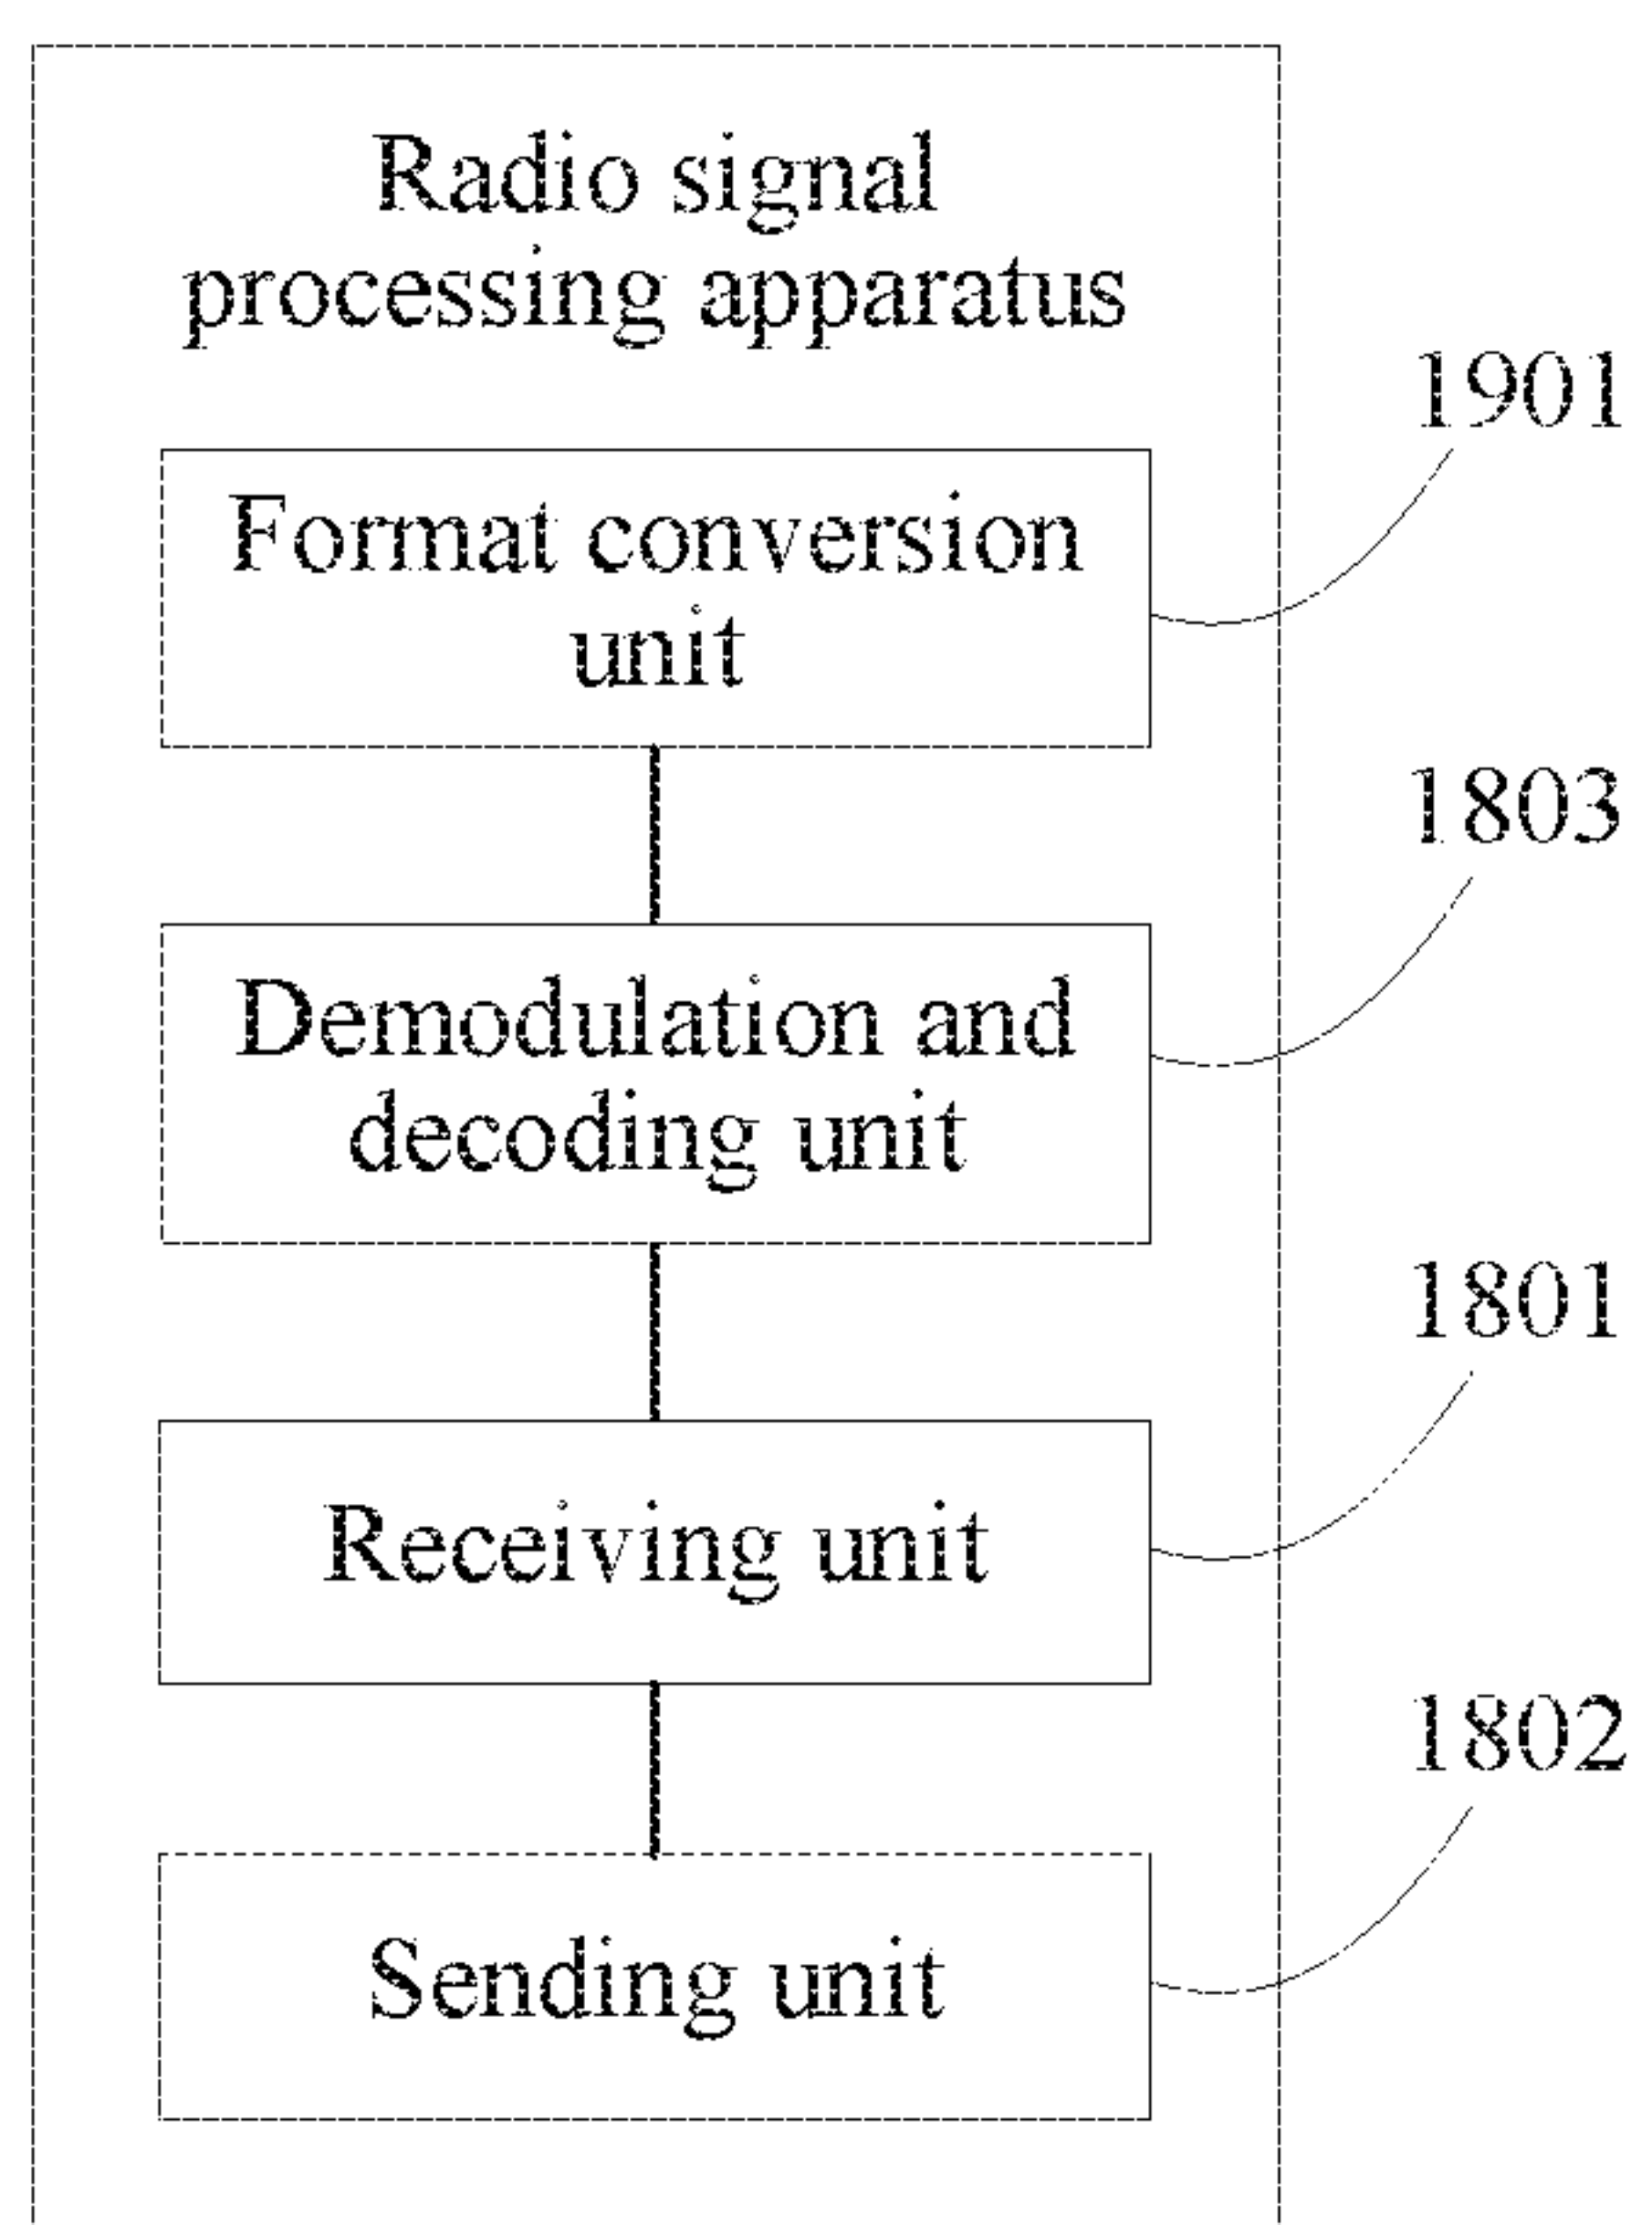 Radio signal
processing apparatus
1901
Format conversion
unit
1803
Demodulation and
decoding unit
1801
Receiving unit
1802
Sending unit